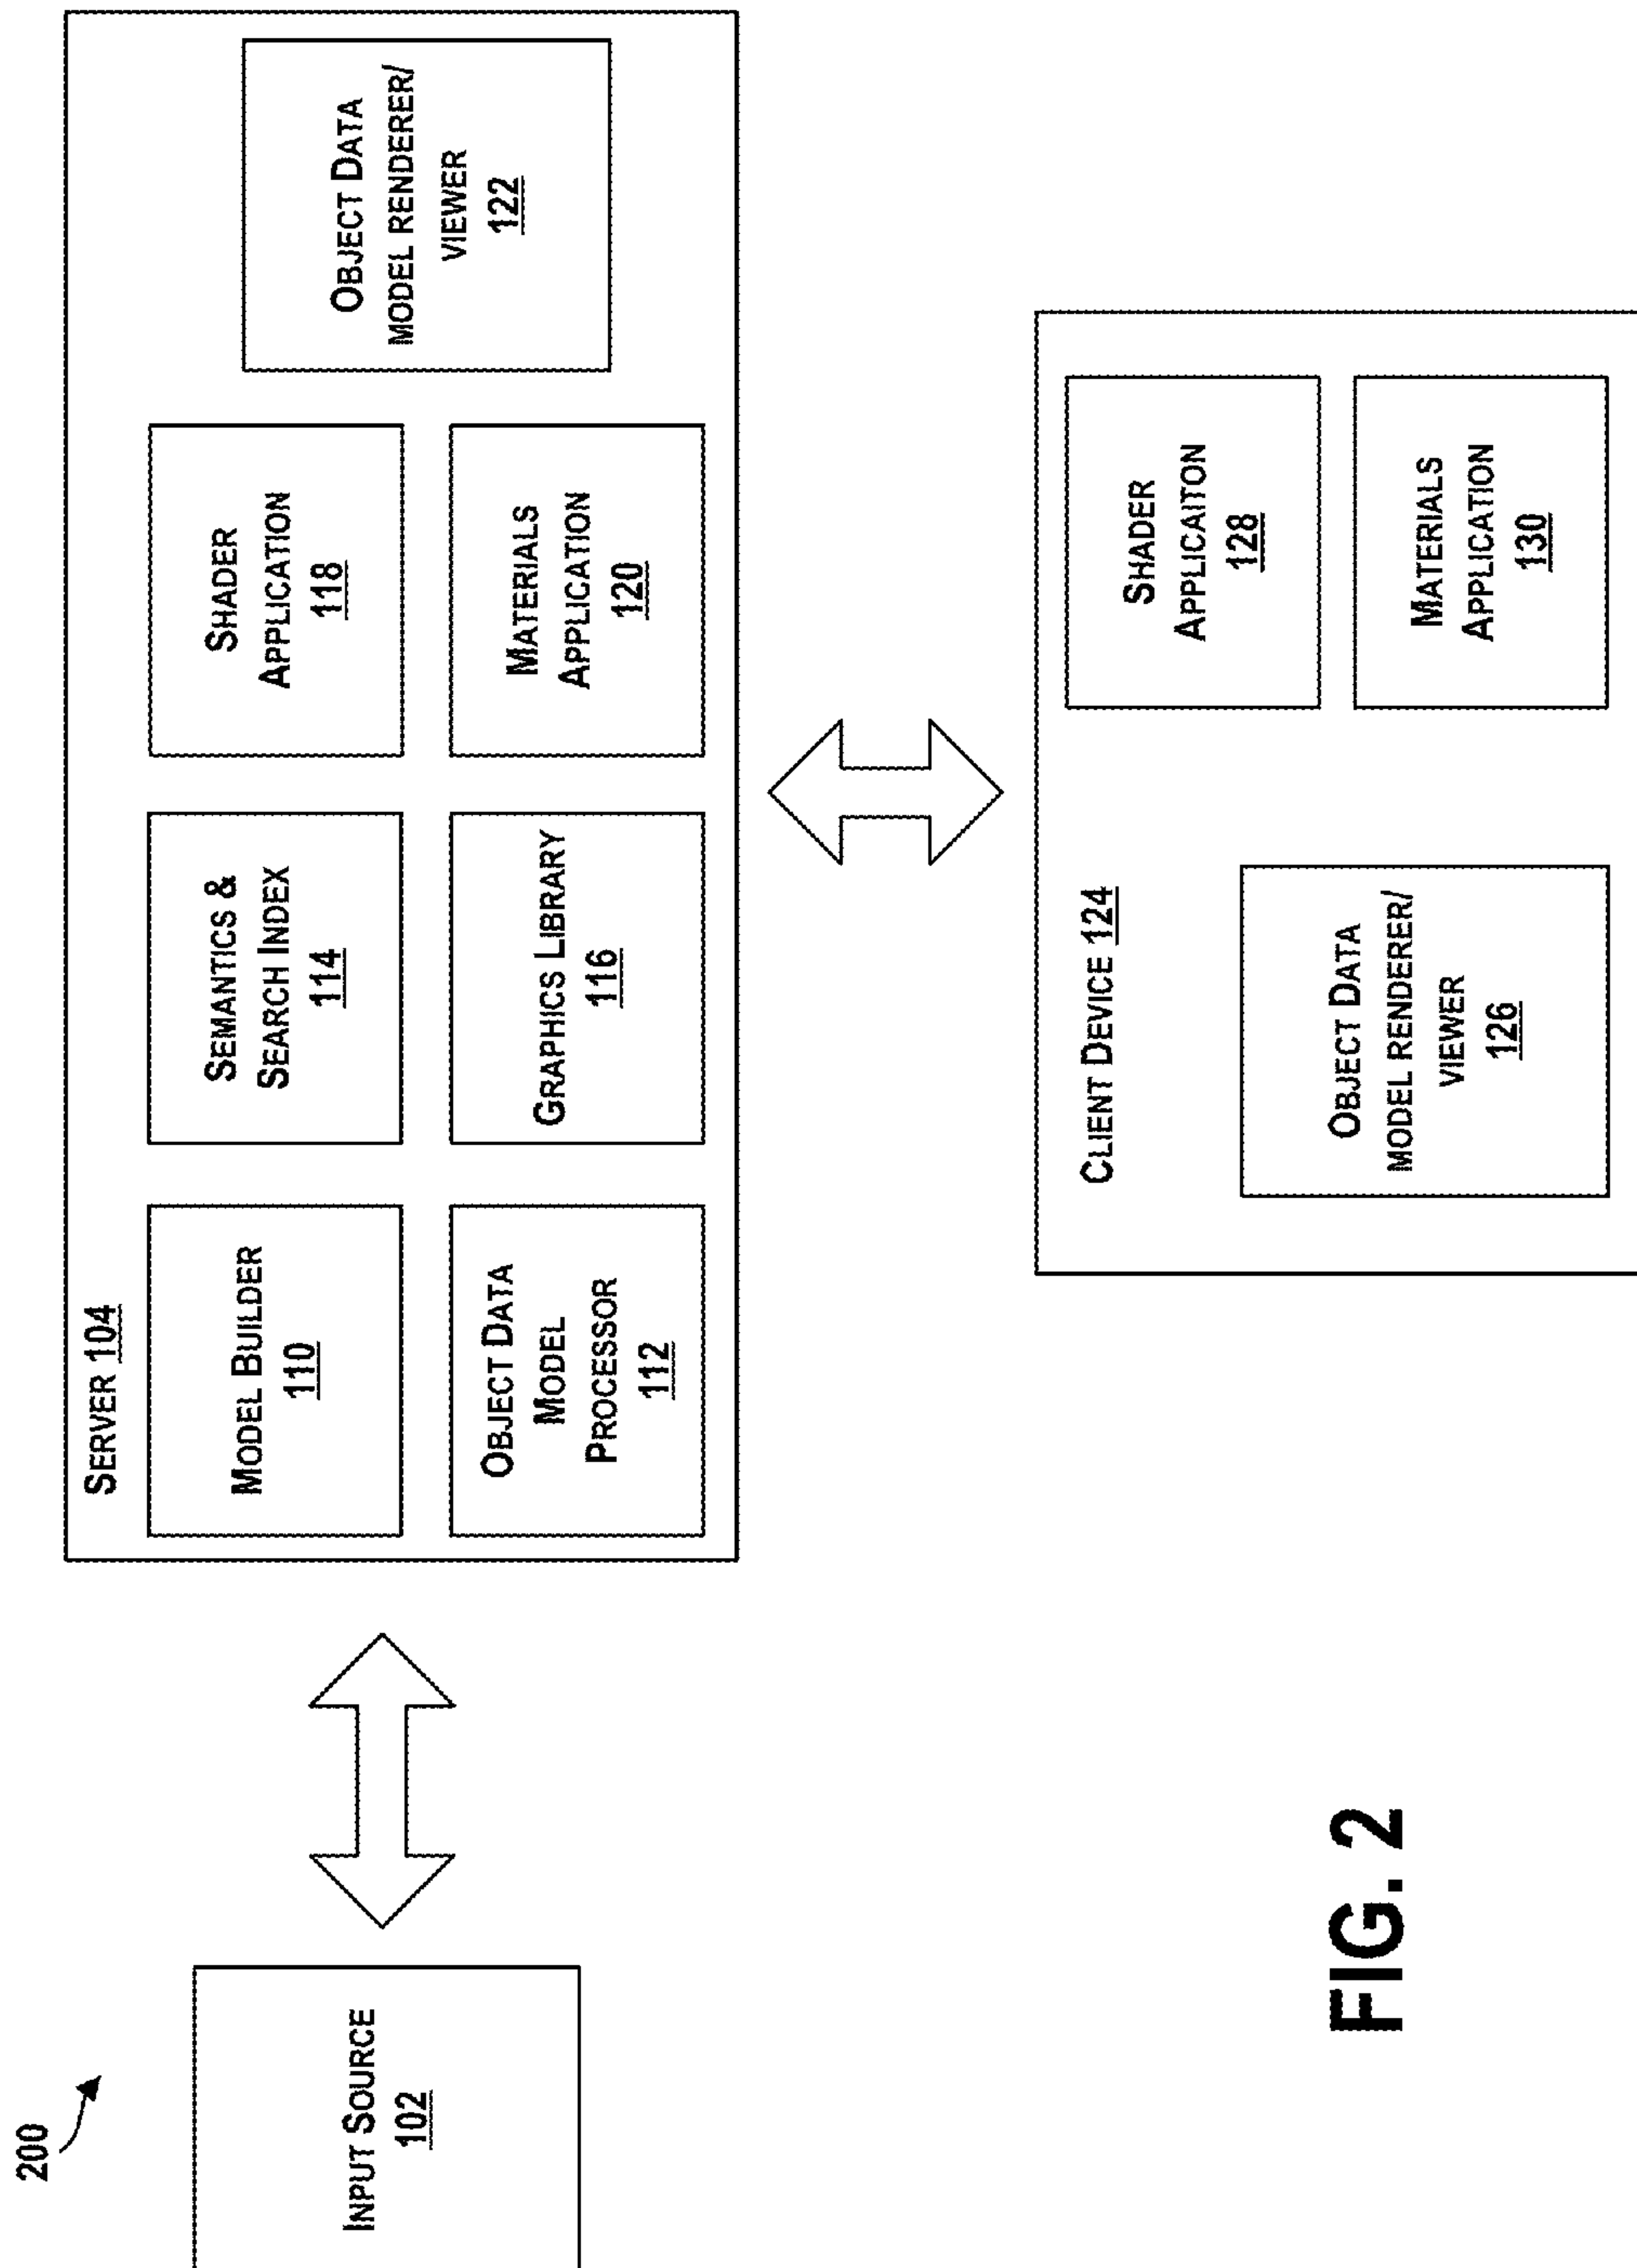 200
INPUT SOURCE
102
SERVER 104
MODEL BUILDER
110
OBJECT DATA
MODEL
PROCESSOR
112
SEMANTICS &
SEARCH INDEX
114
GRAPHICS LIBRARY
116
SHADER
APPLICATION
118
MATERIALS
APPLICATION
120
OBJECT DATA
MODEL RENDERER/
VIEWER
122
CLIENT DEVICE 124
OBJECT DATA
MODEL RENDERER/
VIEWER
126
SHADER
APPLICAITON
128
MATERIALS
APPLICATION
130
FIG. 2